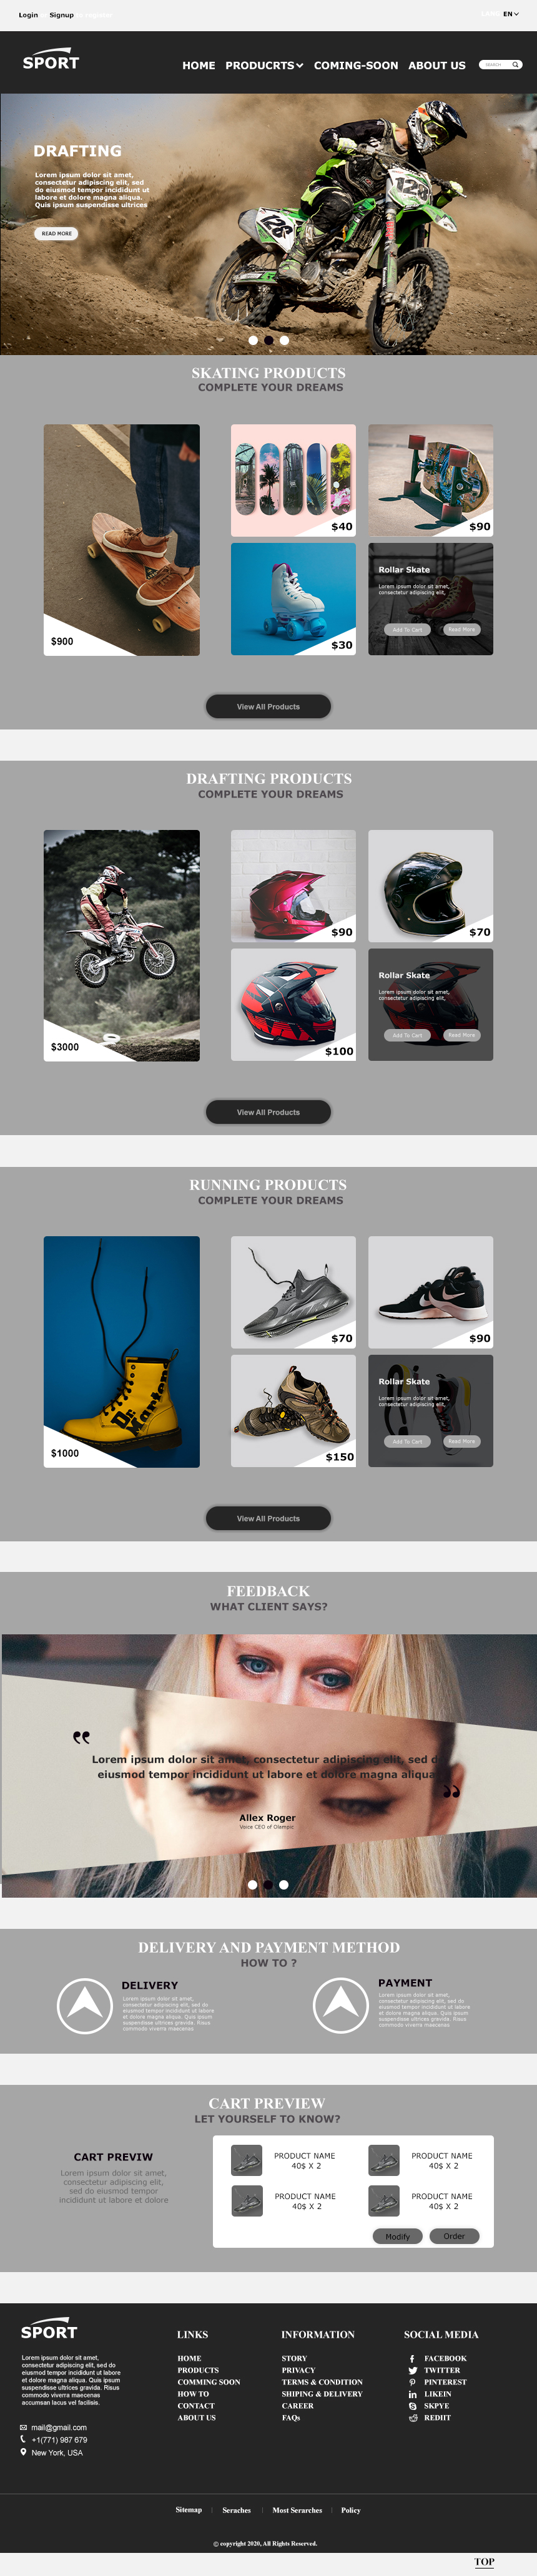 Login Signup
EN
SPORT
HOME PRODUCRTS COMING-SOON ABOUT US
SEARCH
DRAFTING
Lorem ipsum dolor sit amet,
consectetur adipiscing elit, sed
do eiusmod tempor incididunt ut
labore et dolore magna aliqua.
Quis ipsum suspendisse ultrices
READ MORE
SKATING PRODUCTS
COMPLETE YOUR DREAMS
$900
$40
$90
$30
Rollar Skate
Lorem ipsum dolor sit amet,
consectetur adipiscing elit,
Add To Cart Read More
View All Products
DRAFTING PRODUCTS
COMPLETE YOUR DREAMS
$3000
$90
$70
$100
Rollar Skate
Lorem ipsum dolor sit amet,
consectetur adipiscing elit,
Add To Cart Read More
View All Products
RUNNING PRODUCTS
COMPLETE YOUR DREAMS
$1000
$70
$90
$150
Rollar Skate
Lorem ipsum dolor sit amet,
consectetur adipiscing elit,
Add To Cart Read More
View All Products
FEEDBACK
WHAT CLIENT SAYS?
Lorem ipsum dolor sit amet, consectetur adipiscing elit, sed d
eiusmod tempor incididunt ut labore et dolore magna aliqua
Allex Roger
Voice CEO of Olempic
DELIVERY AND PAYMENT METHOD
HOW TO ?
DELIVERY
Lorem ipsum dolor sit amet,
consectetur adipiscing elit, sed do
eiusmod tempor incididunt ut labore
et dolore magna aliqua. Quis ipsum
suspendisse ultrices gravida. Risus
commodo viverra maecenas
PAYMENT
Lorem ipsum dolor sit amet,
consectetur adipiscing elit, sed do
eiusmod tempor incididunt ut labore
et dolore magna aliqua. Quis ipsum
suspendisse ultrices gravida. Risus
commodo viverra maecenas
CART PREVIEW
LET YOURSELF TO KNOW?
CART PREVIW
Lorem ipsum dolor sit amet,
consectetur adipiscing elit,
sed do eiusmod tempor
incididunt ut labore et dolore
PRODUCT NAME
40$ X 2
PRODUCT NAME
40$ X 2
PRODUCT NAME
40$ X 2
PRODUCT NAME
40$ X 2
Modify Order
SPORT
Lorem ipsum dolor sit amet,
consectetur adipiscing elit, sed do
eiusmod tempor incididunt ut labore
et dolore magna aliqua. Quis ipsum
suspendisse ultrices gravida. Risus
commodo viverra maecenas
accumsan lacus vel facilisis.
mail@gmail.com
+1(771) 987 679
New York, USA
LINKS
HOME
PRODUCTS
COMMING SOON
HOW TO
CONTACT
ABOUT US
INFORMATION
STORY
PRIVACY
TERMS & CONDITION
SHIPING & DELIVERY
CAREER
FAQs
SOCIAL MEDIA
FACEBOOK
TWITTER
PINTEREST
LIKEIN
SKPYE
REDIIT
Sitemap | Seraches | Most Serarches | Policy
© copyright 2020, All Rights Reserved.
TOP